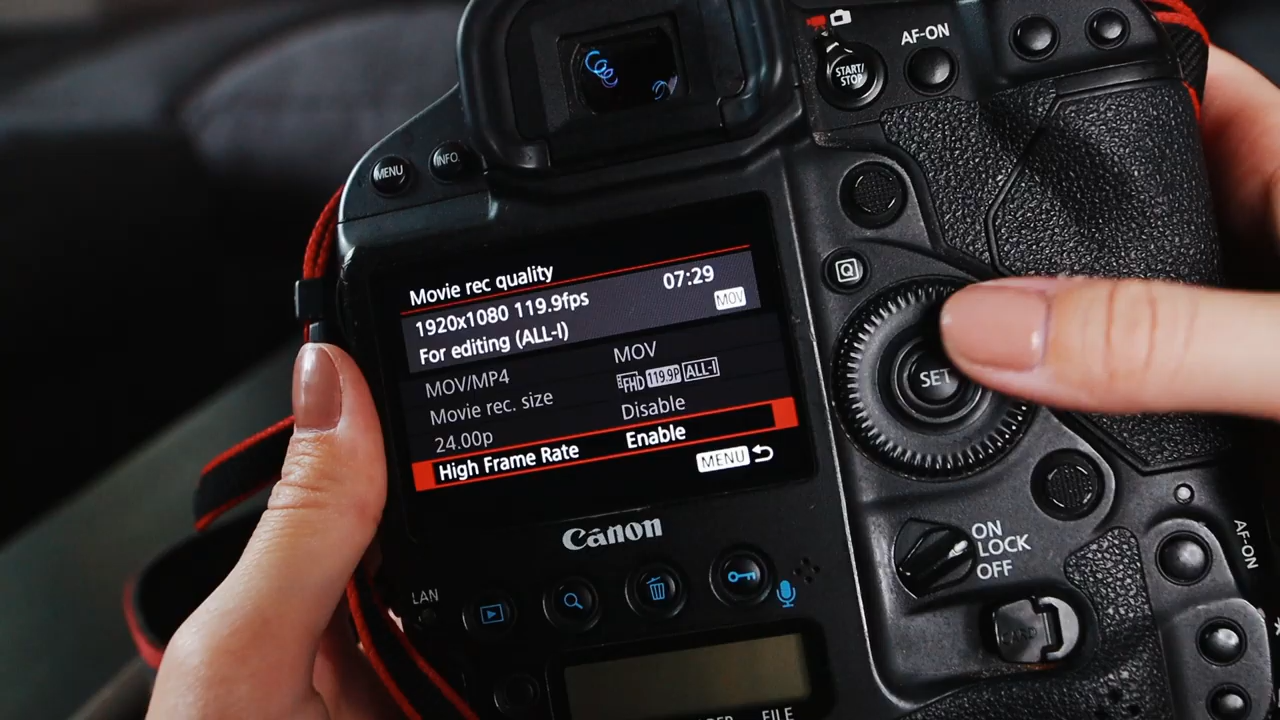 START/
STOP
AF-ON
MENU
INFO.
Q
Movie rec quality
1920x1080 119.9fps 07:29
For editing (ALL-I) MOV
MOV/MP4 MOV
Movie rec. size FHD 119.9P ALL-I
24.00p Disable
High Frame Rate Enable
MENU
SET
Canon
ON
LOCK
OFF
AF-ON
LAN
CARD
FILE